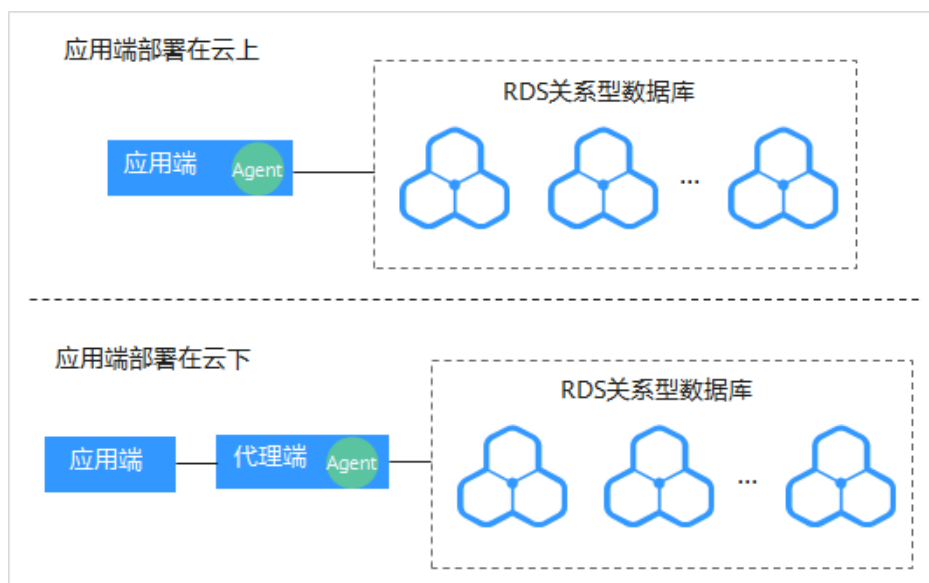 应用端部署在云上
RDS关系型数据库
应用端
Agent
...
应用端部署在云下
RDS关系型数据库
应用端
代理端
Agent
...